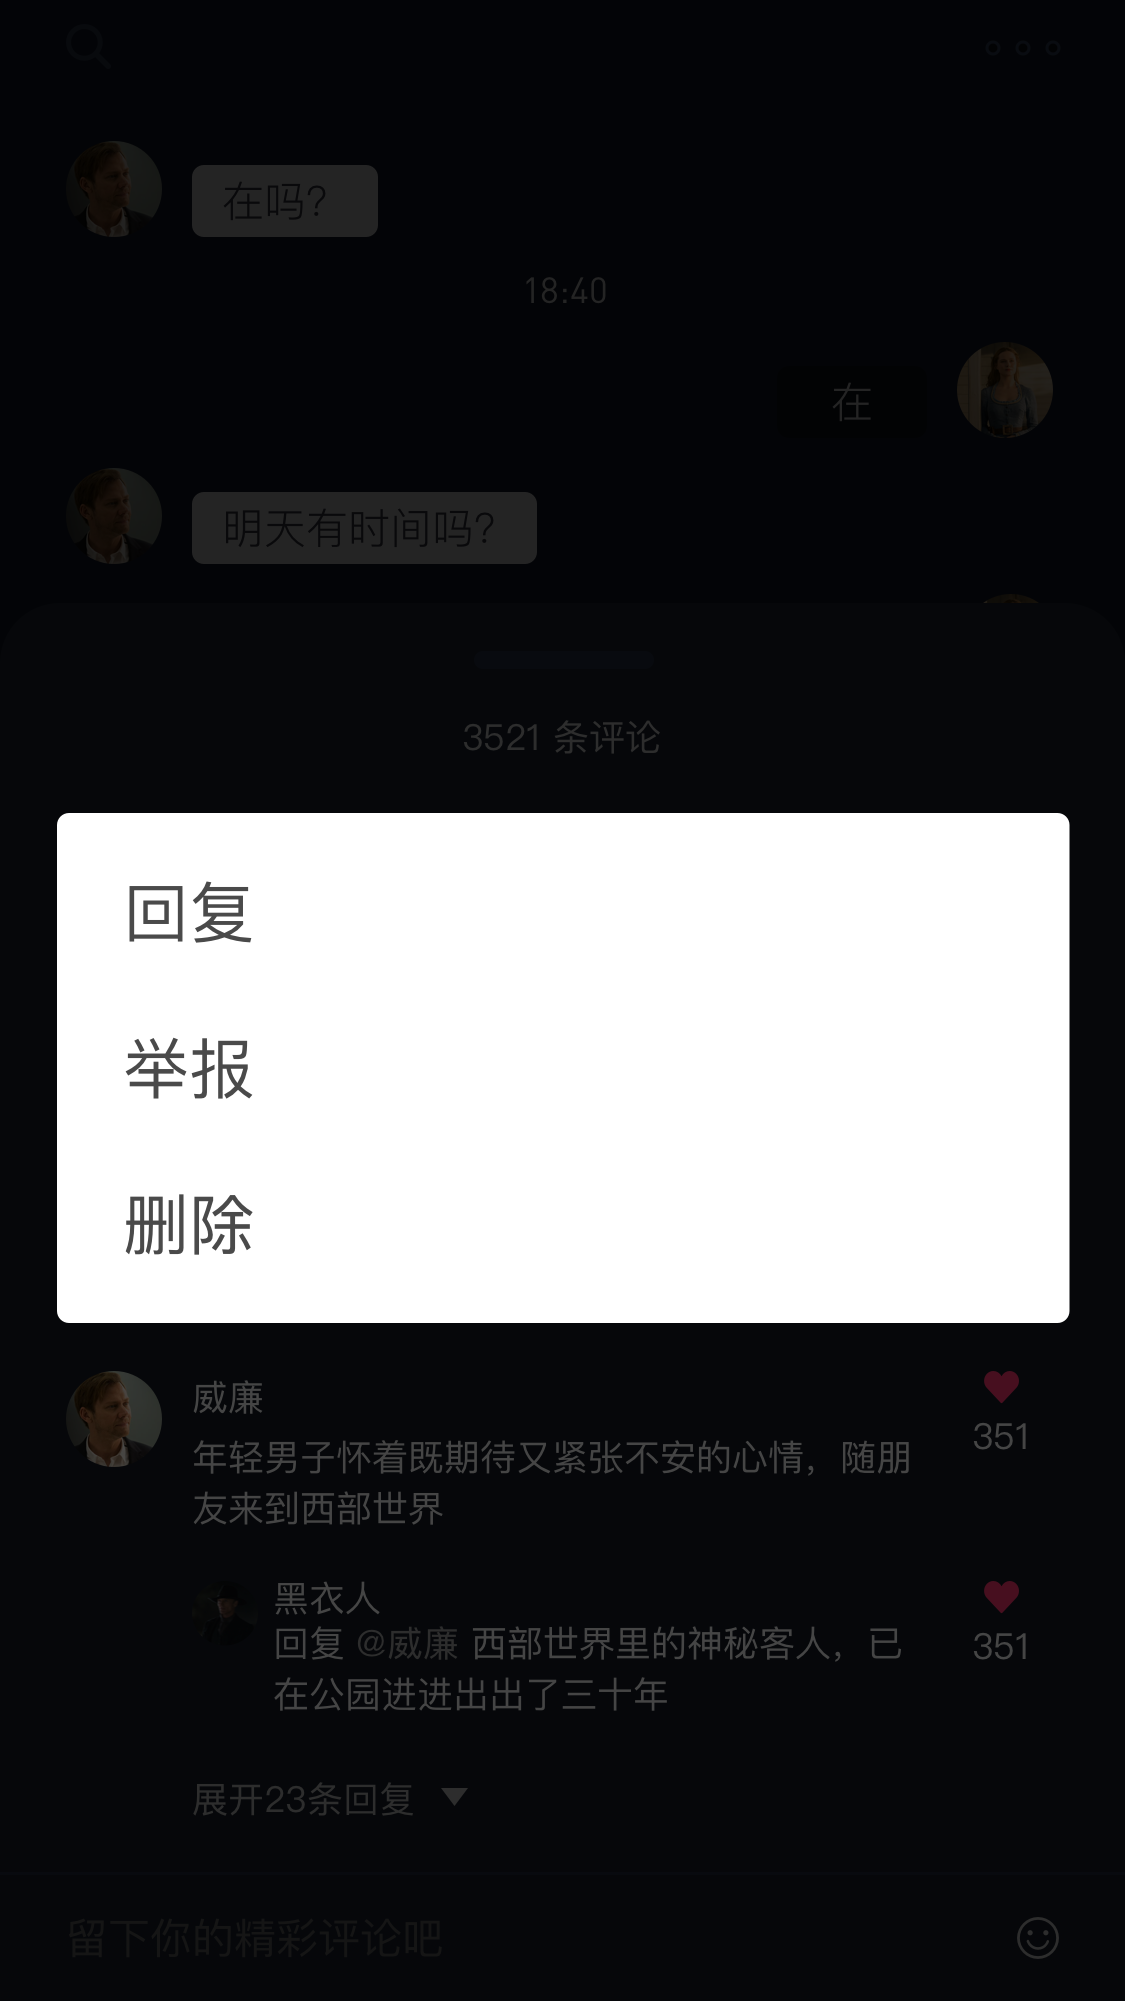 在吗？
18:40
在
明天有时间吗？
3521 条评论
回复
举报
删除
威廉
351
年轻男子怀着既期待又紧张不安的心情，随朋
友来到西部世界
黑衣人
回复 @威廉 西部世界里的神秘客人，已
351
在公园进进出出了三十年
展开23条回复
留下你的精彩评论吧